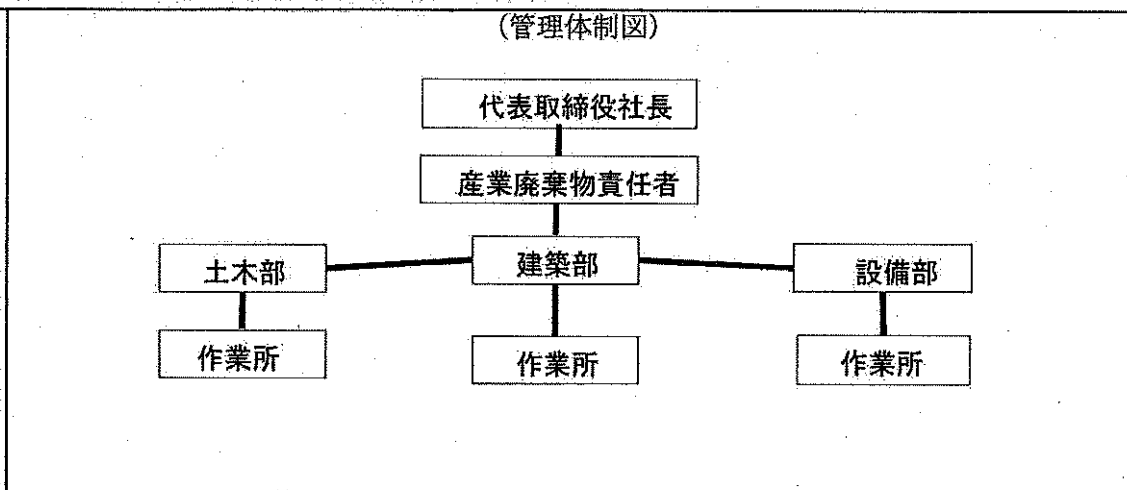 (管理体制図)
代表取締役社長
産業廃棄物責任者
土木部
建築部
設備部
作業所
作業所
作業所